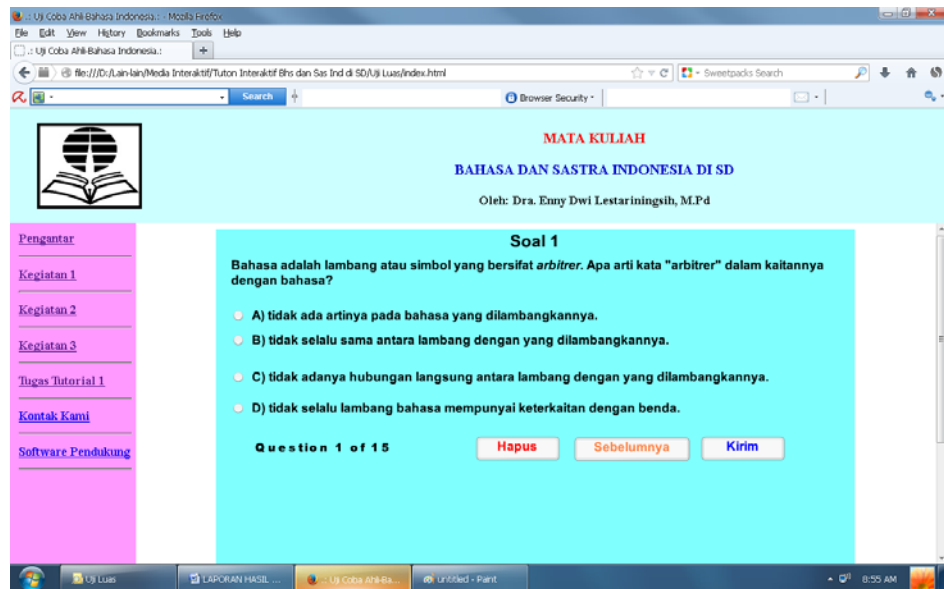 .: Uji Coba Ahli-Bahasa Indonesia.: - Mozilla Firefox
File Edit View History Bookmarks Tools Help
.: Uji Coba Ahli-Bahasa Indonesia.: +
file:///D:/Lain-lain/Media Interaktif/Tuton Interaktif Bhs dan Sas Ind di SD/Uji Luas/index.html
Sweetpacks Search
Search
Browser Security
MATA KULIAH
BAHASA DAN SASTRA INDONESIA DI SD
Oleh: Dra. Enny Dwi Lestariningsih, M.Pd
Pengantar
Kegiatan 1
Kegiatan 2
Kegiatan 3
Tugas Tutorial 1
Kontak Kami
Software Pendukung
Soal 1
Bahasa adalah lambang atau simbol yang bersifat arbitrer. Apa arti kata "arbitrer" dalam kaitannya
dengan bahasa?
A) tidak ada artinya pada bahasa yang dilambangkannya.
B) tidak selalu sama antara lambang dengan yang dilambangkannya.
C) tidak adanya hubungan langsung antara lambang dengan yang dilambangkannya.
D) tidak selalu lambang bahasa mempunyai keterkaitan dengan benda.
Question 1 of 15
Hapus
Sebelumnya
Kirim
Uji Luas
LAPORAN HASIL ...
.: Uji Coba Ahli-Ba...
untitled - Paint
8:55 AM